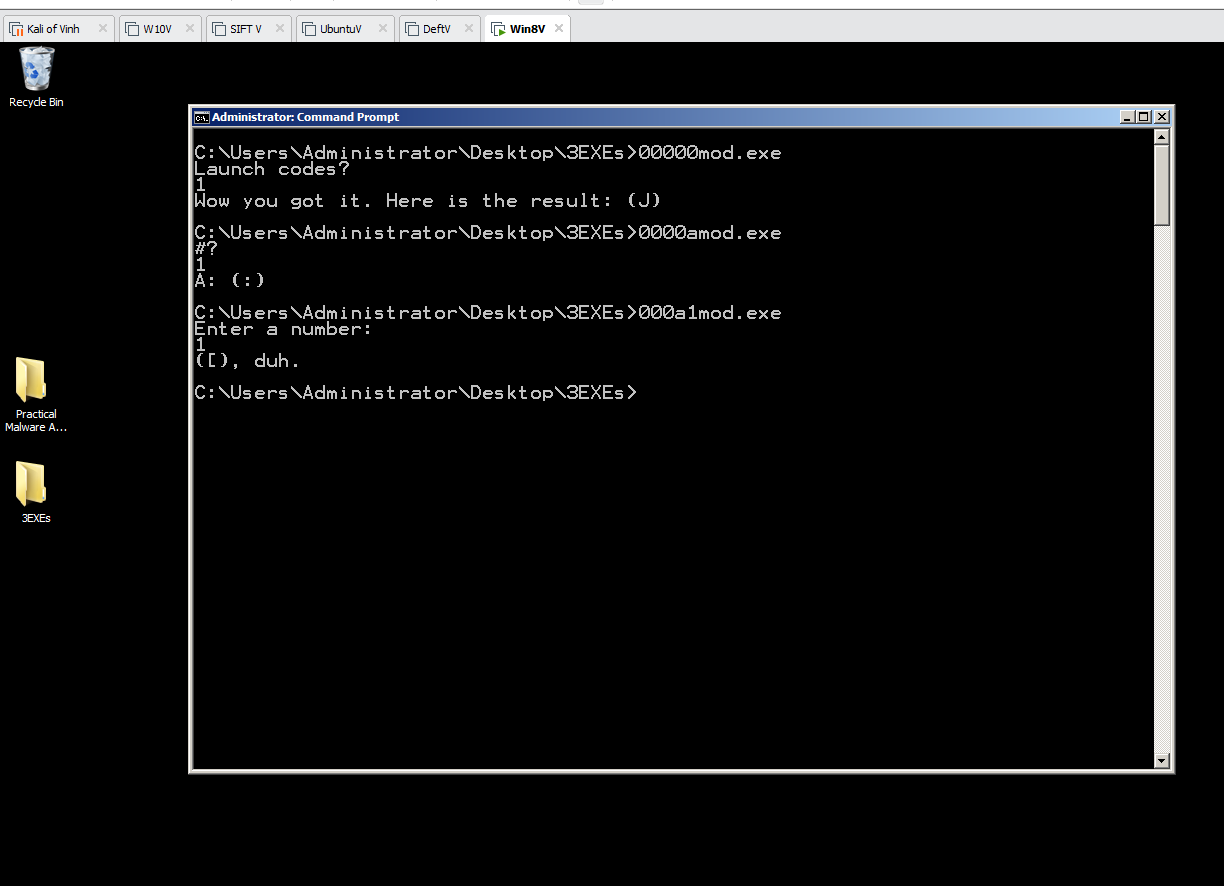 Kali of Vinh W10V SIFT V UbuntuV DeftV Win8V
Recycle Bin
Administrator: Command Prompt
C:\Users\Administrator\Desktop\3EXEs>00000mod.exe
Launch codes?
1
Wow you got it. Here is the result: (J)
C:\Users\Administrator\Desktop\3EXEs>0000amod.exe
#?
1
A: (:)
C:\Users\Administrator\Desktop\3EXEs>000a1mod.exe
Enter a number:
1
([), duh.
C:\Users\Administrator\Desktop\3EXEs>
Practical
Malware A...
3EXEs